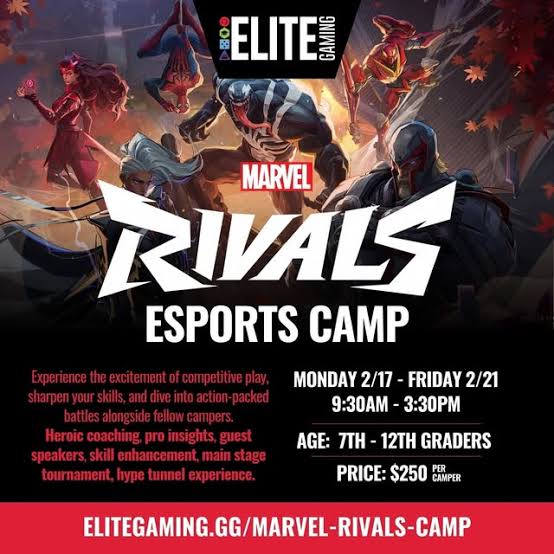 ELITE
GAMING
MARVEL
RIVALS
ESPORTS CAMP
Experience the excitement of competitive play,
sharpen your skills, and dive into action-packed
battles alongside fellow campers.
Heroic coaching, pro insights, guest
speakers, skill enhancement, main stage
tournament, hype tunnel experience.
MONDAY 2/17 - FRIDAY 2/21
9:30AM - 3:30PM
AGE: 7TH - 12TH GRADERS
PRICE: $250 PER CAMPER
ELITEGAMING.GG/MARVEL-RIVALS-CAMP